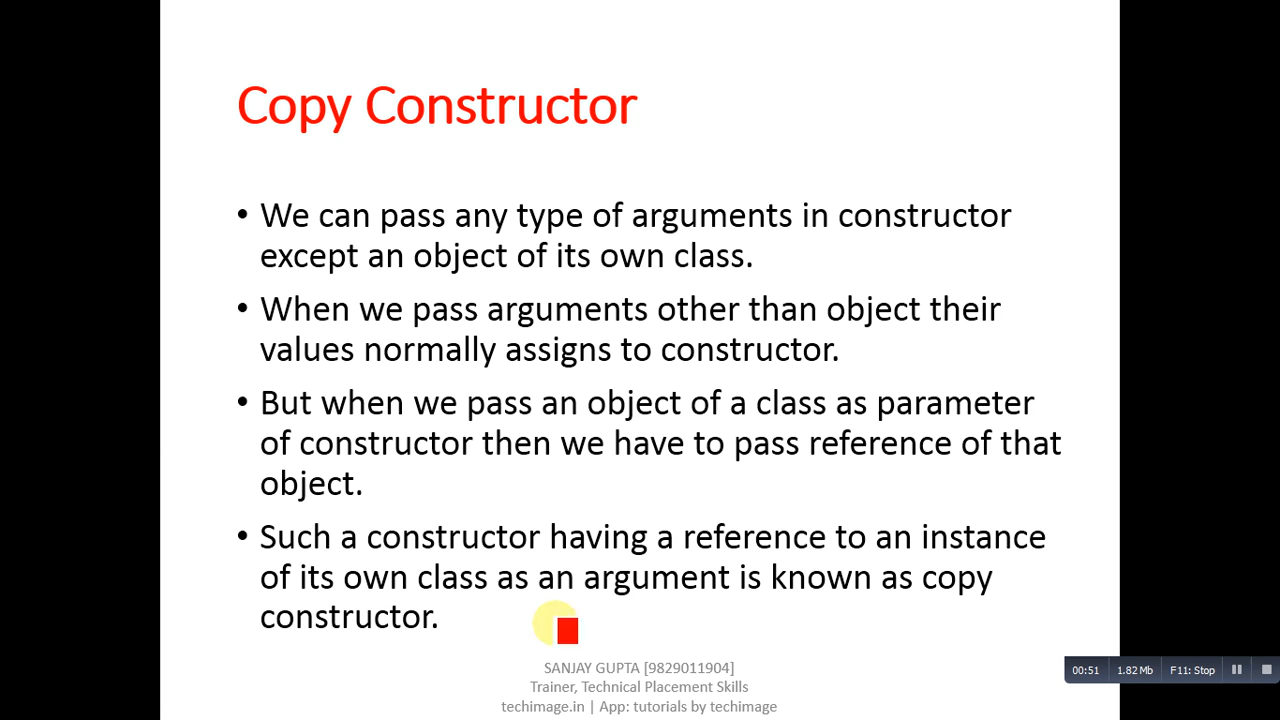 Copy Constructor
• We can pass any type of arguments in constructor
except an object of its own class.
• When we pass arguments other than object their
values normally assigns to constructor.
• But when we pass an object of a class as parameter
of constructor then we have to pass reference of that
object.
• Such a constructor having a reference to an instance
of its own class as an argument is known as copy
constructor.
SANJAY GUPTA [9829011904]
Trainer, Technical Placement Skills
techimage.in | App: tutorials by techimage
00:51 1.82 Mb F11: Stop